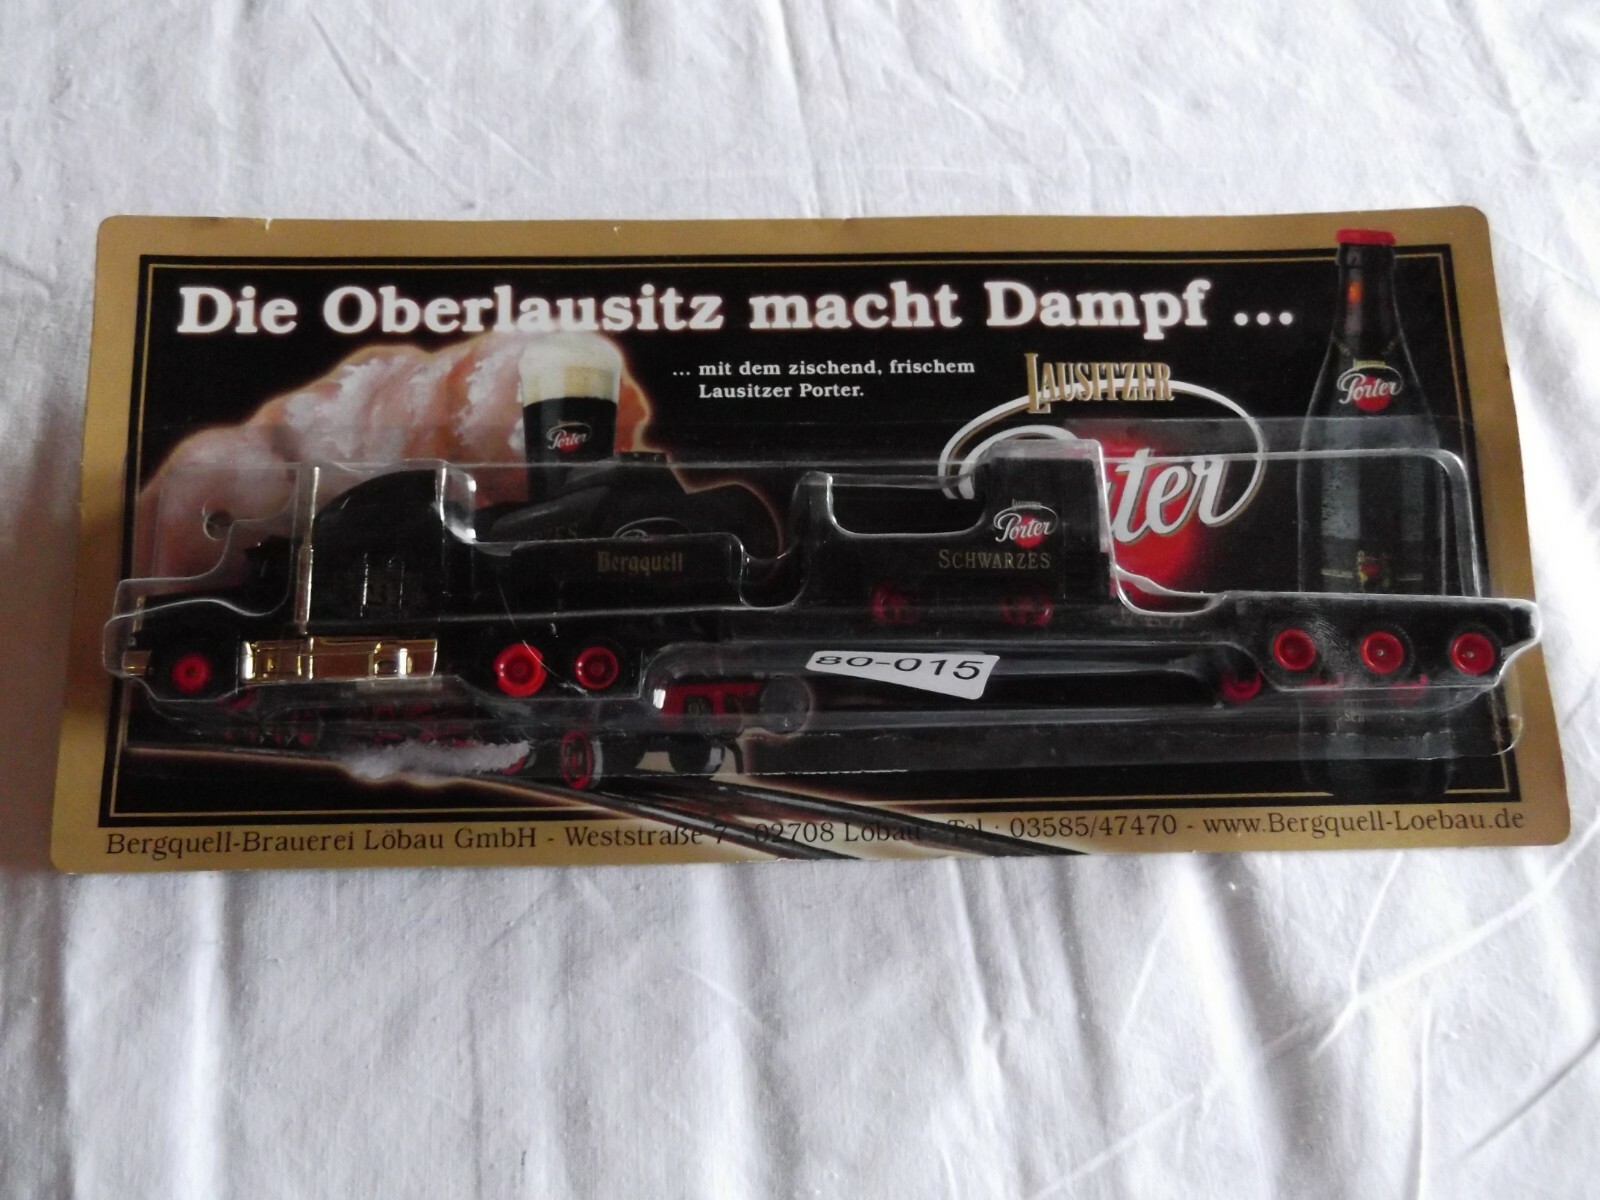 Die Oberlausitz macht Dampf ...
... mit dem zischend, frischem
Lausitzer Porter.
LAUSITZER
Porter
Porter
Porter
Bergquell
SCHWARZES
80-015
Bergquell-Brauerei Löbau GmbH - Weststraße 7 - 02708 Löbau - Tel.: 03585/47470 - www.Bergquell-Loebau.de